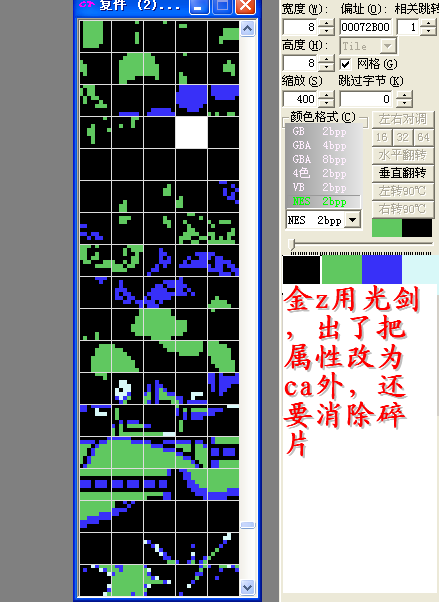 复件 (2)...
宽度(W): 偏址(D): 相关跳转
8 00072B00 1
高度(H): Tile
8 网格(G)
缩放(S) 跳过字节(K)
400 0
颜色格式(C)
GB 2bpp
GBA 4bpp
GBA 8bpp
4色 2bpp
VB 2bpp
NES 2bpp
NES 2bpp
左右对调
16 32 64
水平翻转
垂直翻转
左转90℃
右转90℃
金z用光剑
，出了把
属性改为
ca外，还
要消除碎
片